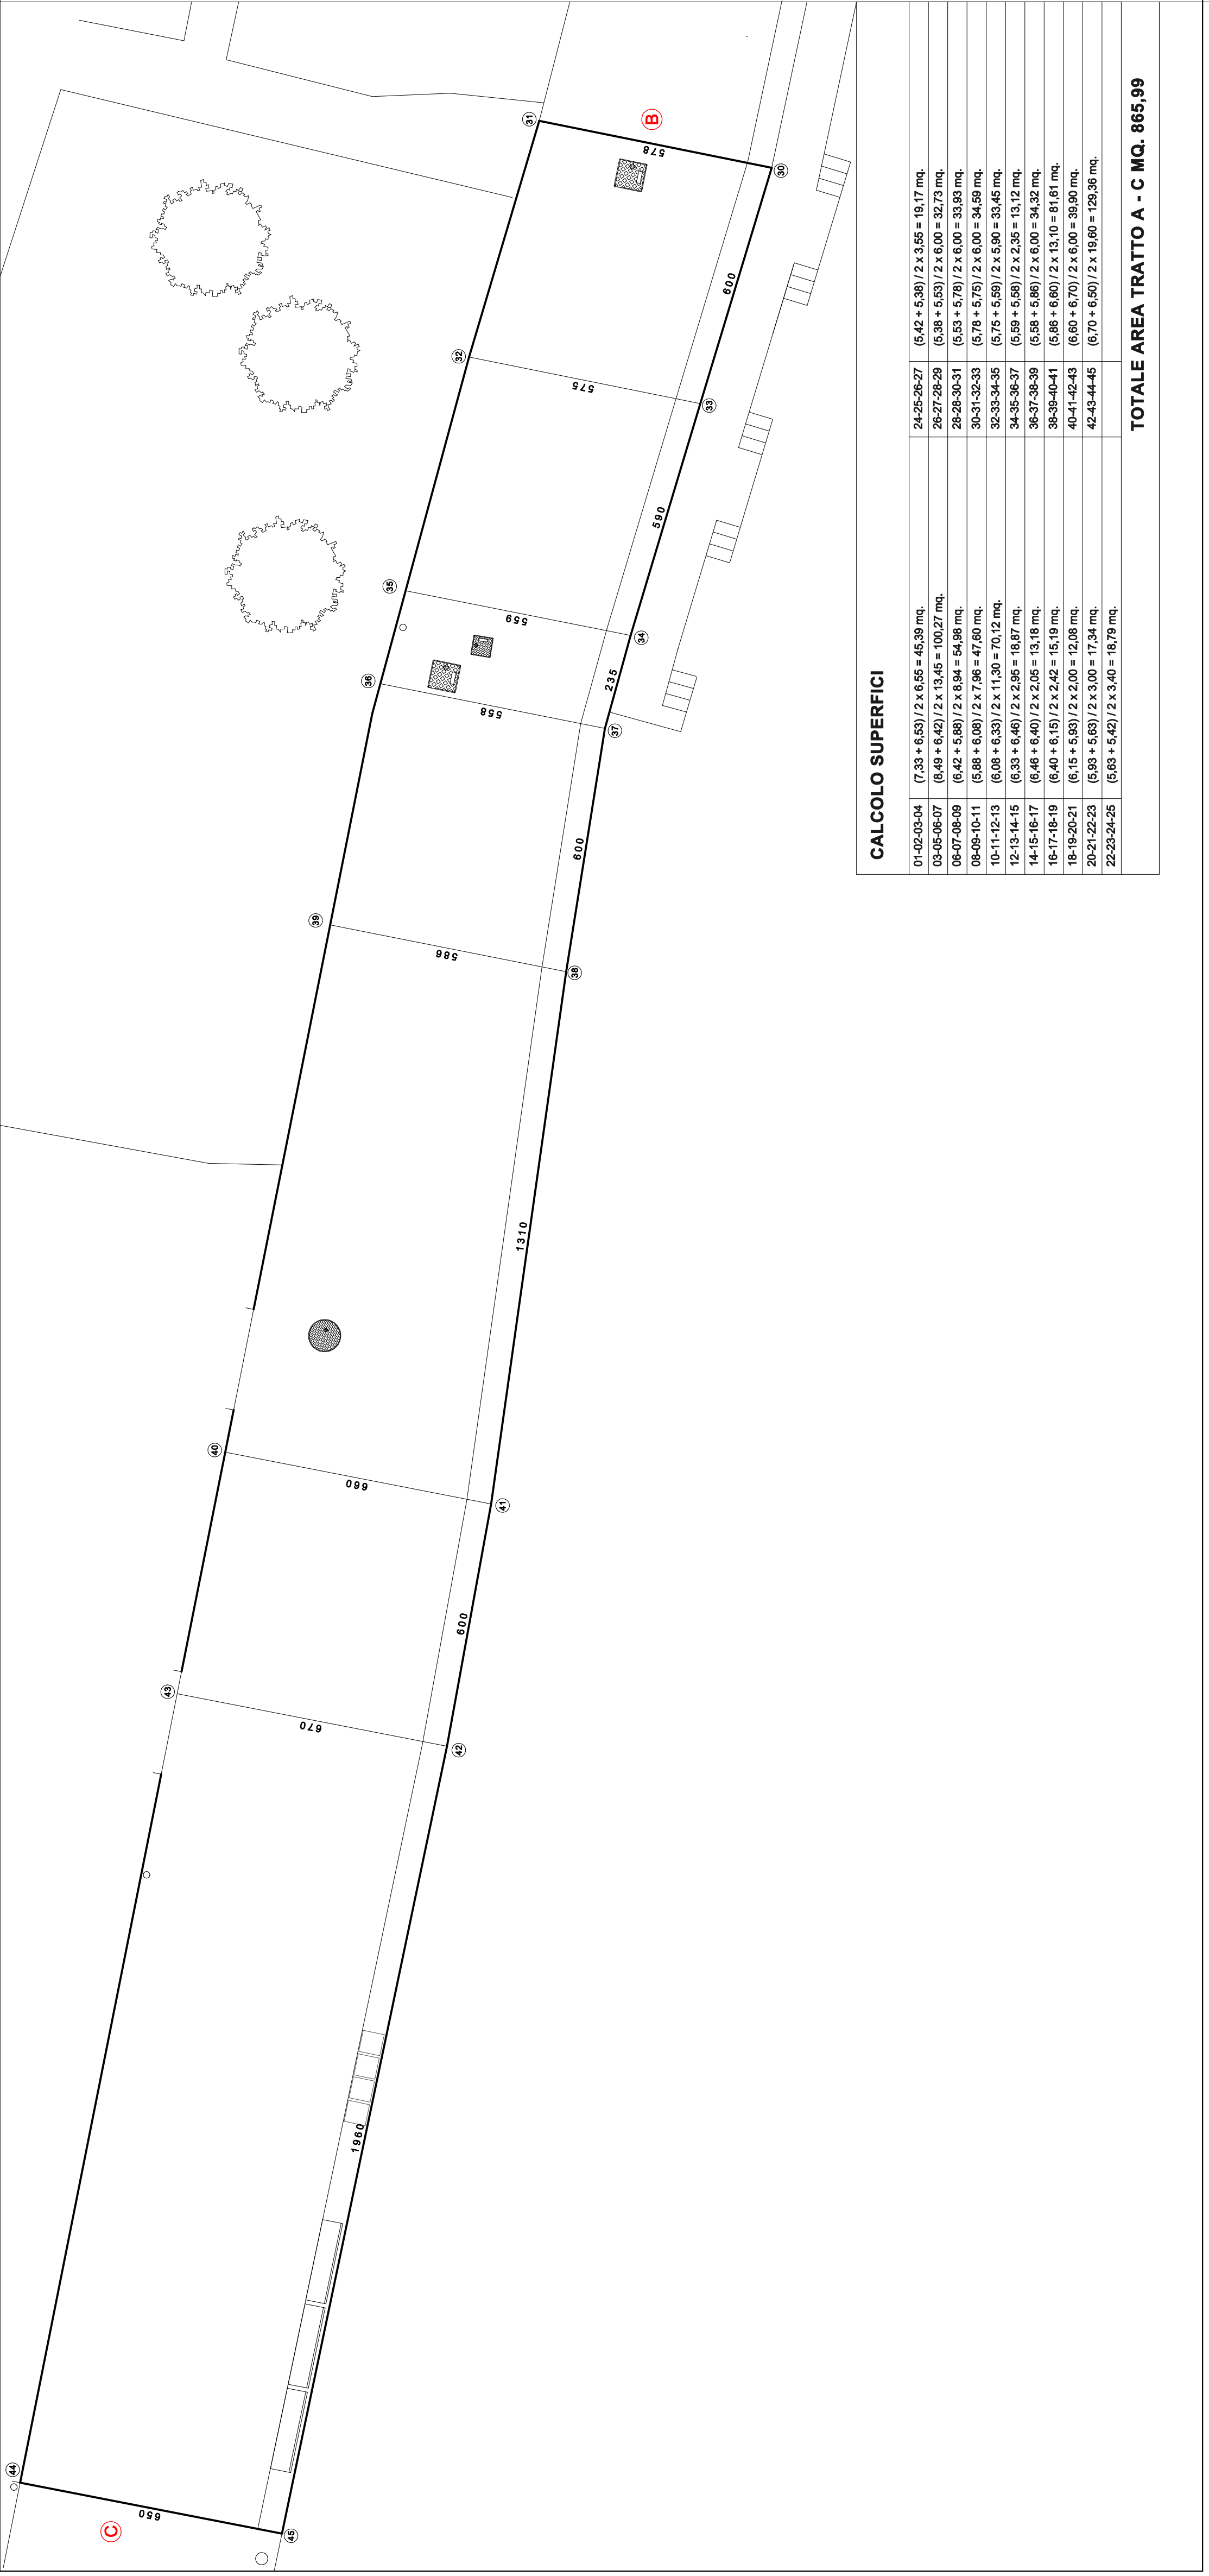 31
B
578
30
32
600
575
33
590
35
559
34
36
235
558
37
600
39
586
38
1310
40
660
41
600
43
670
42
1960
44
C
650
45
CALCOLO SUPERFICI
01-02-03-04 (7,33 + 6,53) / 2 x 6,55 = 45,39 mq. 24-25-26-27 (5,42 + 5,38) / 2 x 3,55 = 19,17 mq.
03-05-06-07 (8,49 + 6,42) / 2 x 13,45 = 100,27 mq. 26-27-28-29 (5,38 + 5,53) / 2 x 6,00 = 32,73 mq.
06-07-08-09 (6,42 + 5,88) / 2 x 8,94 = 54,98 mq. 28-28-30-31 (5,53 + 5,78) / 2 x 6,00 = 33,93 mq.
08-09-10-11 (5,88 + 6,08) / 2 x 7,96 = 47,60 mq. 30-31-32-33 (5,78 + 5,75) / 2 x 6,00 = 34,59 mq.
10-11-12-13 (6,08 + 6,33) / 2 x 11,30 = 70,12 mq. 32-33-34-35 (5,75 + 5,59) / 2 x 5,90 = 33,45 mq.
12-13-14-15 (6,33 + 6,46) / 2 x 2,95 = 18,87 mq. 34-35-36-37 (5,59 + 5,58) / 2 x 2,35 = 13,12 mq.
14-15-16-17 (6,46 + 6,40) / 2 x 2,05 = 13,18 mq. 36-37-38-39 (5,58 + 5,86) / 2 x 6,00 = 34,32 mq.
16-17-18-19 (6,40 + 6,15) / 2 x 2,42 = 15,19 mq. 38-39-40-41 (5,86 + 6,60) / 2 x 13,10 = 81,61 mq.
18-19-20-21 (6,15 + 5,93) / 2 x 2,00 = 12,08 mq. 40-41-42-43 (6,60 + 6,70) / 2 x 6,00 = 39,90 mq.
20-21-22-23 (5,93 + 5,63) / 2 x 3,00 = 17,34 mq. 42-43-44-45 (6,70 + 6,50) / 2 x 19,60 = 129,36 mq.
22-23-24-25 (5,63 + 5,42) / 2 x 3,40 = 18,79 mq.
TOTALE AREA TRATTO A - C MQ. 865,99